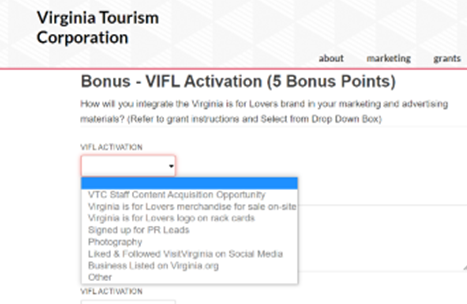 Virginia Tourism
Corporation
about marketing grants
Bonus - VIFL Activation (5 Bonus Points)
How will you integrate the Virginia is for Lovers brand in your marketing and advertising
materials? (Refer to grant instructions and Select from Drop Down Box)
VIFL ACTIVATION
VTC Staff Content Acquisition Opportunity
Virginia is for Lovers merchandise for sale on-site
Virginia is for Lovers logo on rack cards
Signed up for PR Leads
Photography
Liked & Followed VisitVirginia on Social Media
Business Listed on Virginia.org
Other
VIFL ACTIVATION